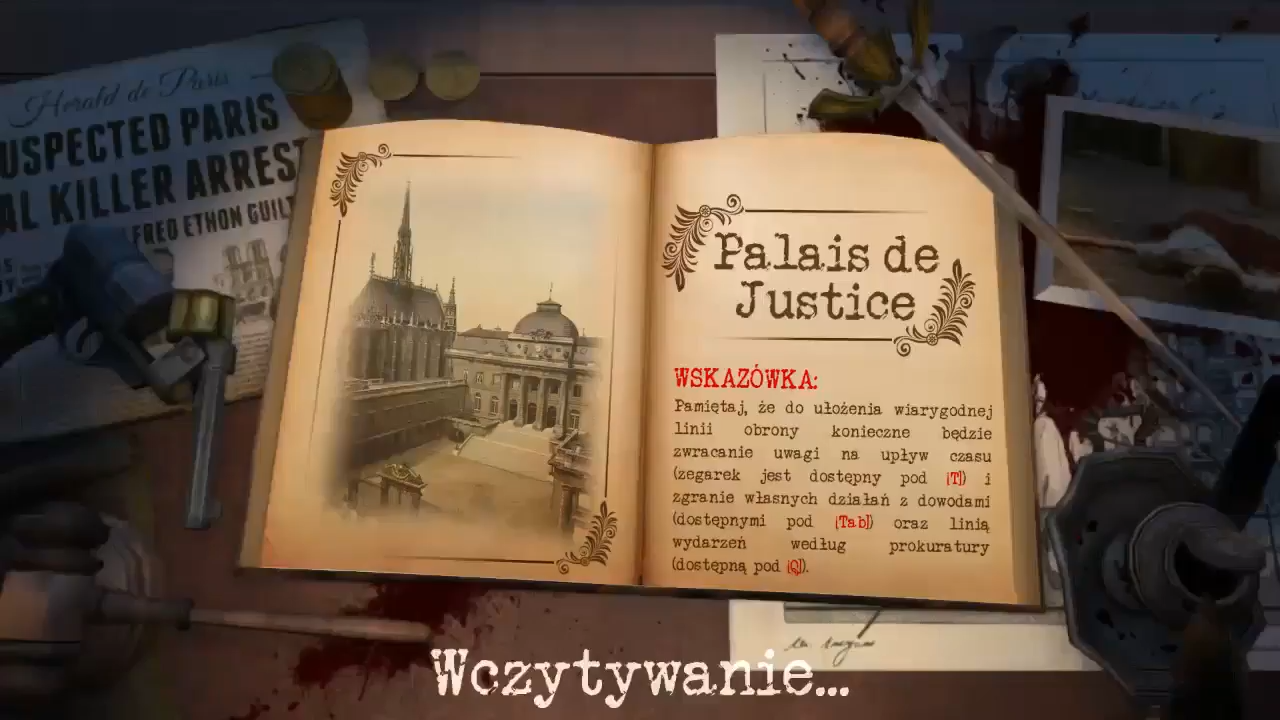 Herald de Paris
USPECTED PARIS
AL KILLER ARREST
LFRED ETHON GUILT
Palais de
Justice
WSKAZÓWKA:
Pamiętaj, że do ułożenia wiarygodnej
linii obrony konieczne będzie
zwracanie uwagi na upływ czasu
(zegarek jest dostępny pod [T]) i
zgranie własnych działań z dowodami
(dostępnymi pod [Tab]) oraz linią
wydarzeń według prokuratury
(dostępną pod [Q]).
Wczytywanie...